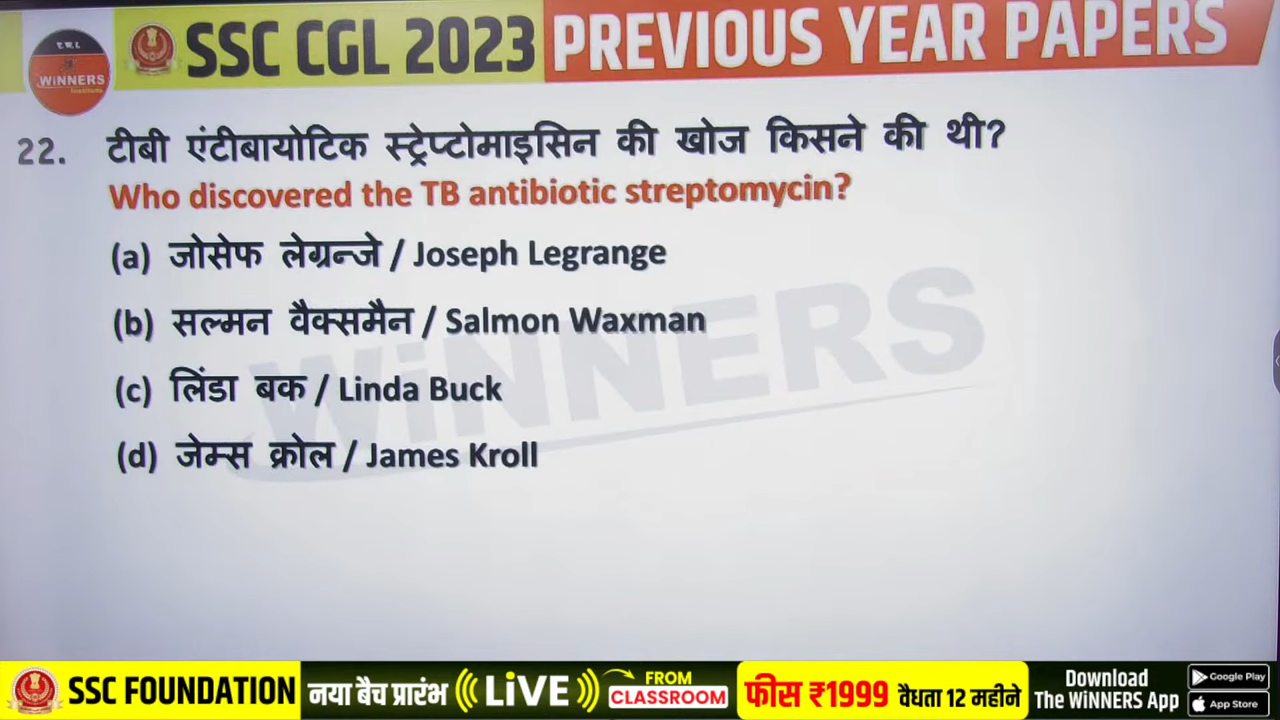 ए.W.I.
WiNNERS
Institute
SSC CGL 2023 PREVIOUS YEAR PAPERS
22. टीबी एंटीबायोटिक स्ट्रेप्टोमाइसिन की खोज किसने की थी?
Who discovered the TB antibiotic streptomycin?
(a) जोसेफ लेग्रन्जे / Joseph Legrange
(b) सल्मन वैक्समैन / Salmon Waxman
(c) लिंडा बक / Linda Buck
(d) जेम्स क्रोल / James Kroll
WiNNERS
SSC FOUNDATION नया बैच प्रारंभ LiVE FROM CLASSROOM फीस ₹1999 वैधता 12 महीने Download The WiNNERS App
Google Play
App Store